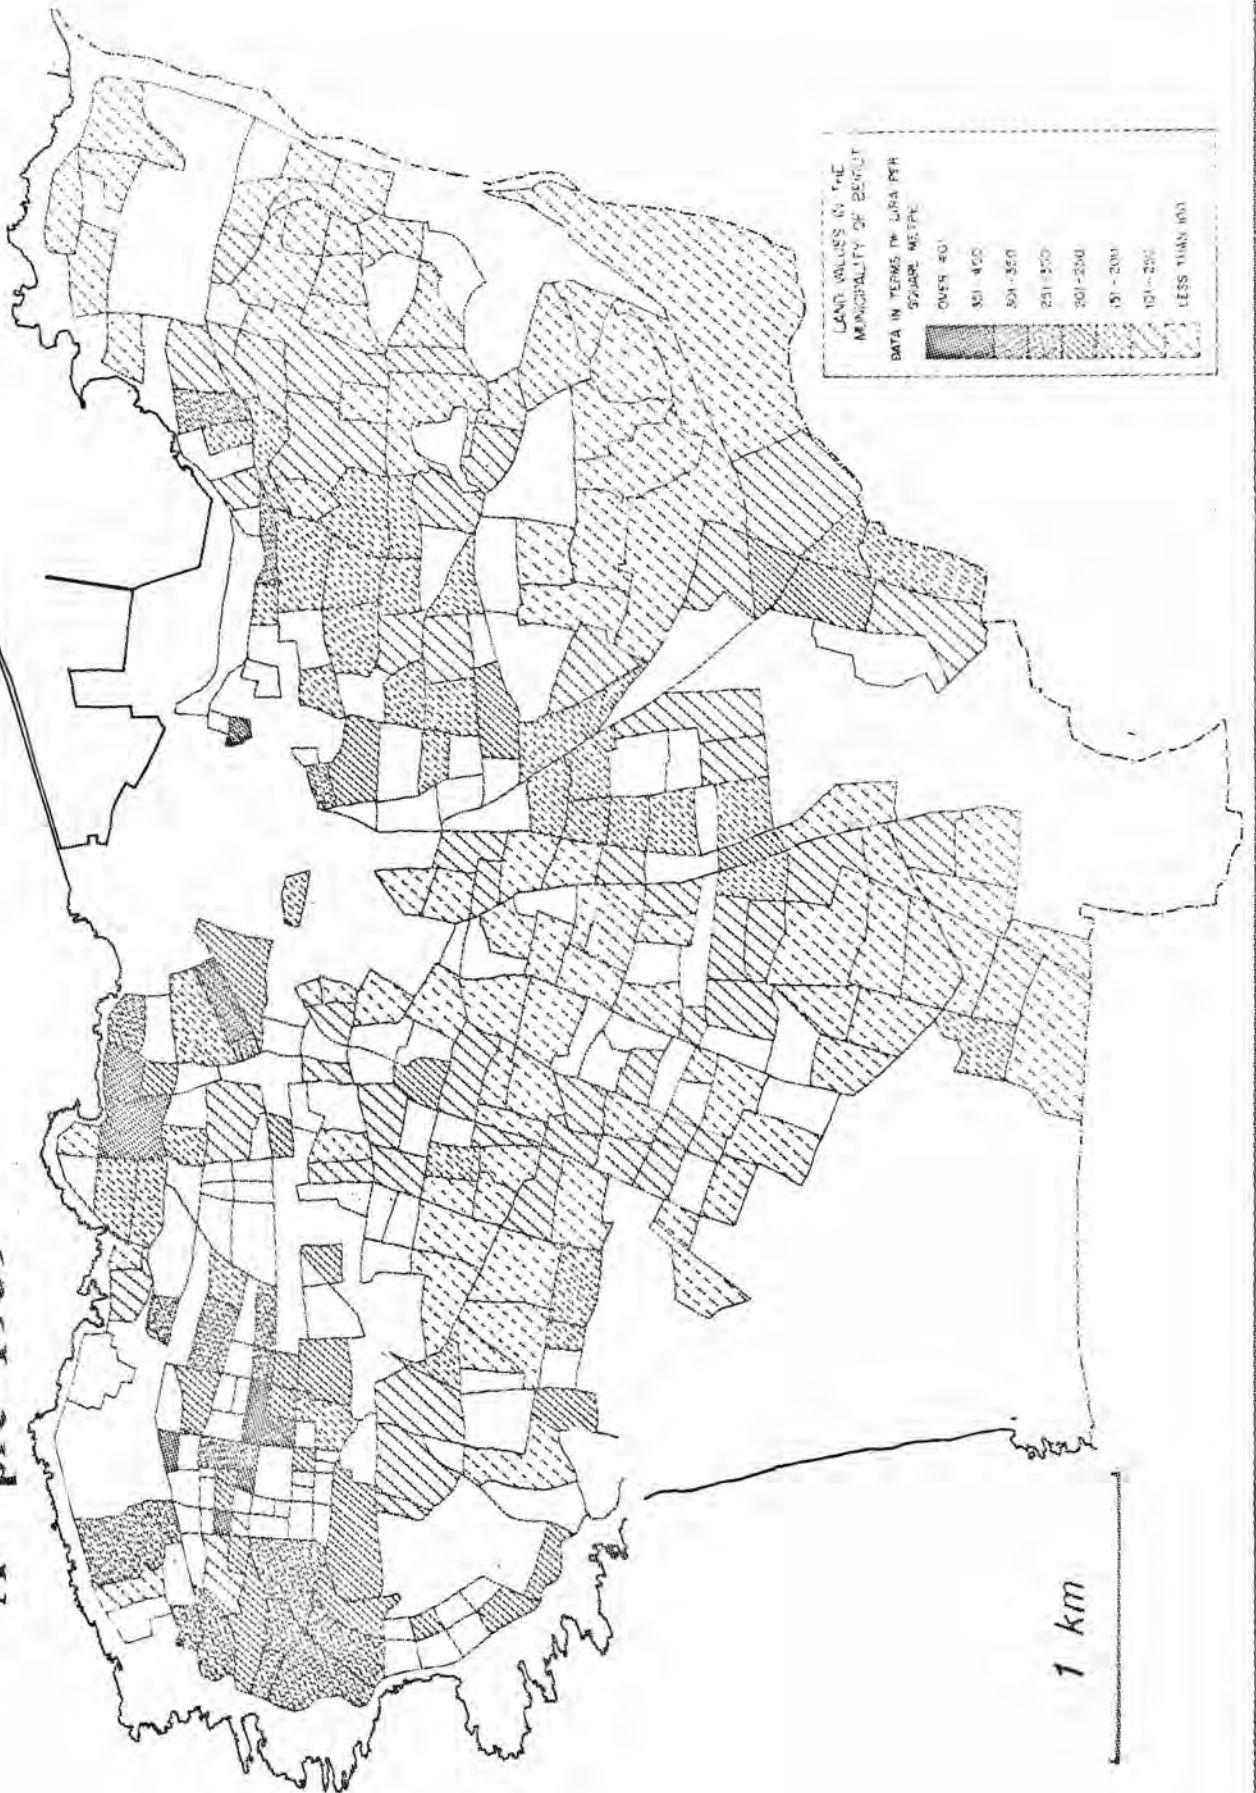 LAND VALUES IN THE
MUNICIPALITY OF BEIRUT
DATA IN TERMS OF LIRA PER
SQUARE METRE
OVER 401
351-400
301-350
251-300
201-250
151-200
101-250
LESS THAN 100
1 km